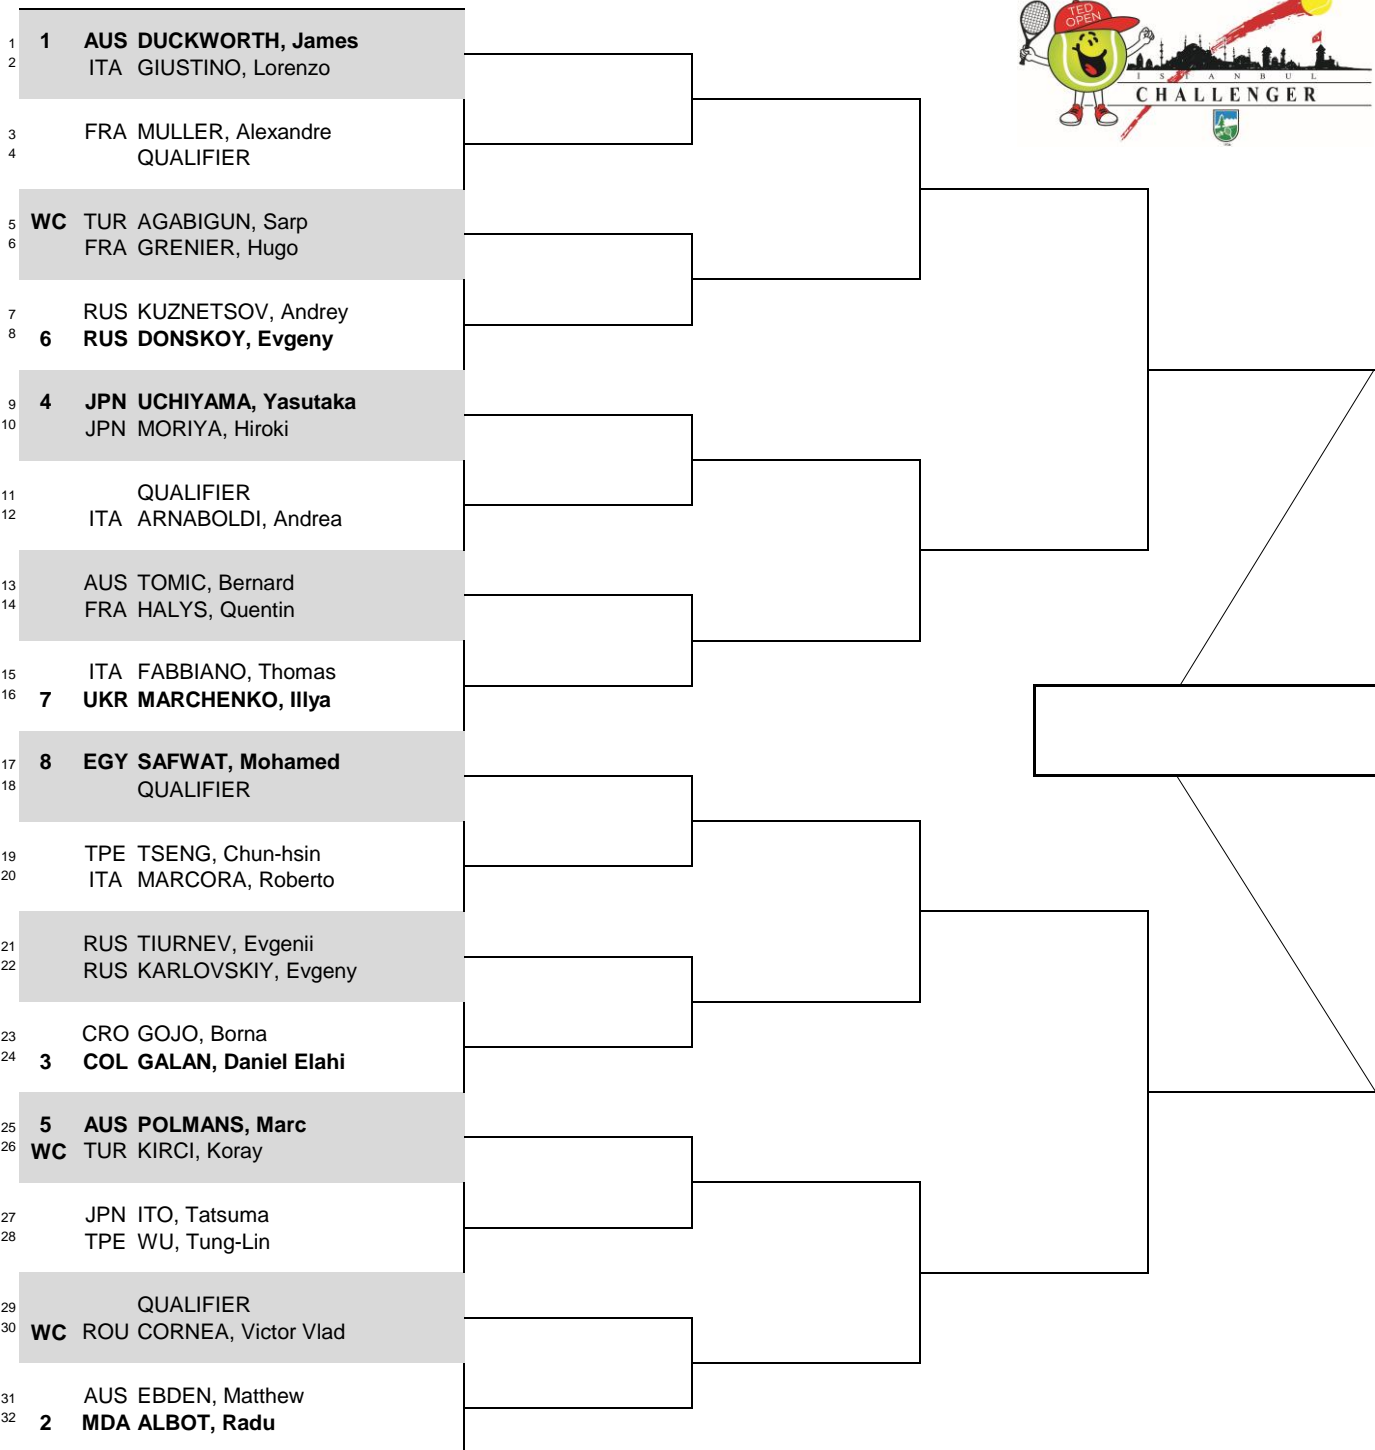 TED
OPEN
ISTANBUL
CHALLENGER
1 1 AUS DUCKWORTH, James
2 ITA GIUSTINO, Lorenzo
3 FRA MULLER, Alexandre
4 QUALIFIER
5 WC TUR AGABIGUN, Sarp
6 FRA GRENIER, Hugo
7 RUS KUZNETSOV, Andrey
8 6 RUS DONSKOY, Evgeny
9 4 JPN UCHIYAMA, Yasutaka
10 JPN MORIYA, Hiroki
11 QUALIFIER
12 ITA ARNABOLDI, Andrea
13 AUS TOMIC, Bernard
14 FRA HALYS, Quentin
15 ITA FABBIANO, Thomas
16 7 UKR MARCHENKO, Illya
17 8 EGY SAFWAT, Mohamed
18 QUALIFIER
19 TPE TSENG, Chun-hsin
20 ITA MARCORA, Roberto
21 RUS TIURNEV, Evgenii
22 RUS KARLOVSKIY, Evgeny
23 CRO GOJO, Borna
24 3 COL GALAN, Daniel Elahi
25 5 AUS POLMANS, Marc
26 WC TUR KIRCI, Koray
27 JPN ITO, Tatsuma
28 TPE WU, Tung-Lin
29 QUALIFIER
30 WC ROU CORNEA, Victor Vlad
31 AUS EBDEN, Matthew
32 2 MDA ALBOT, Radu